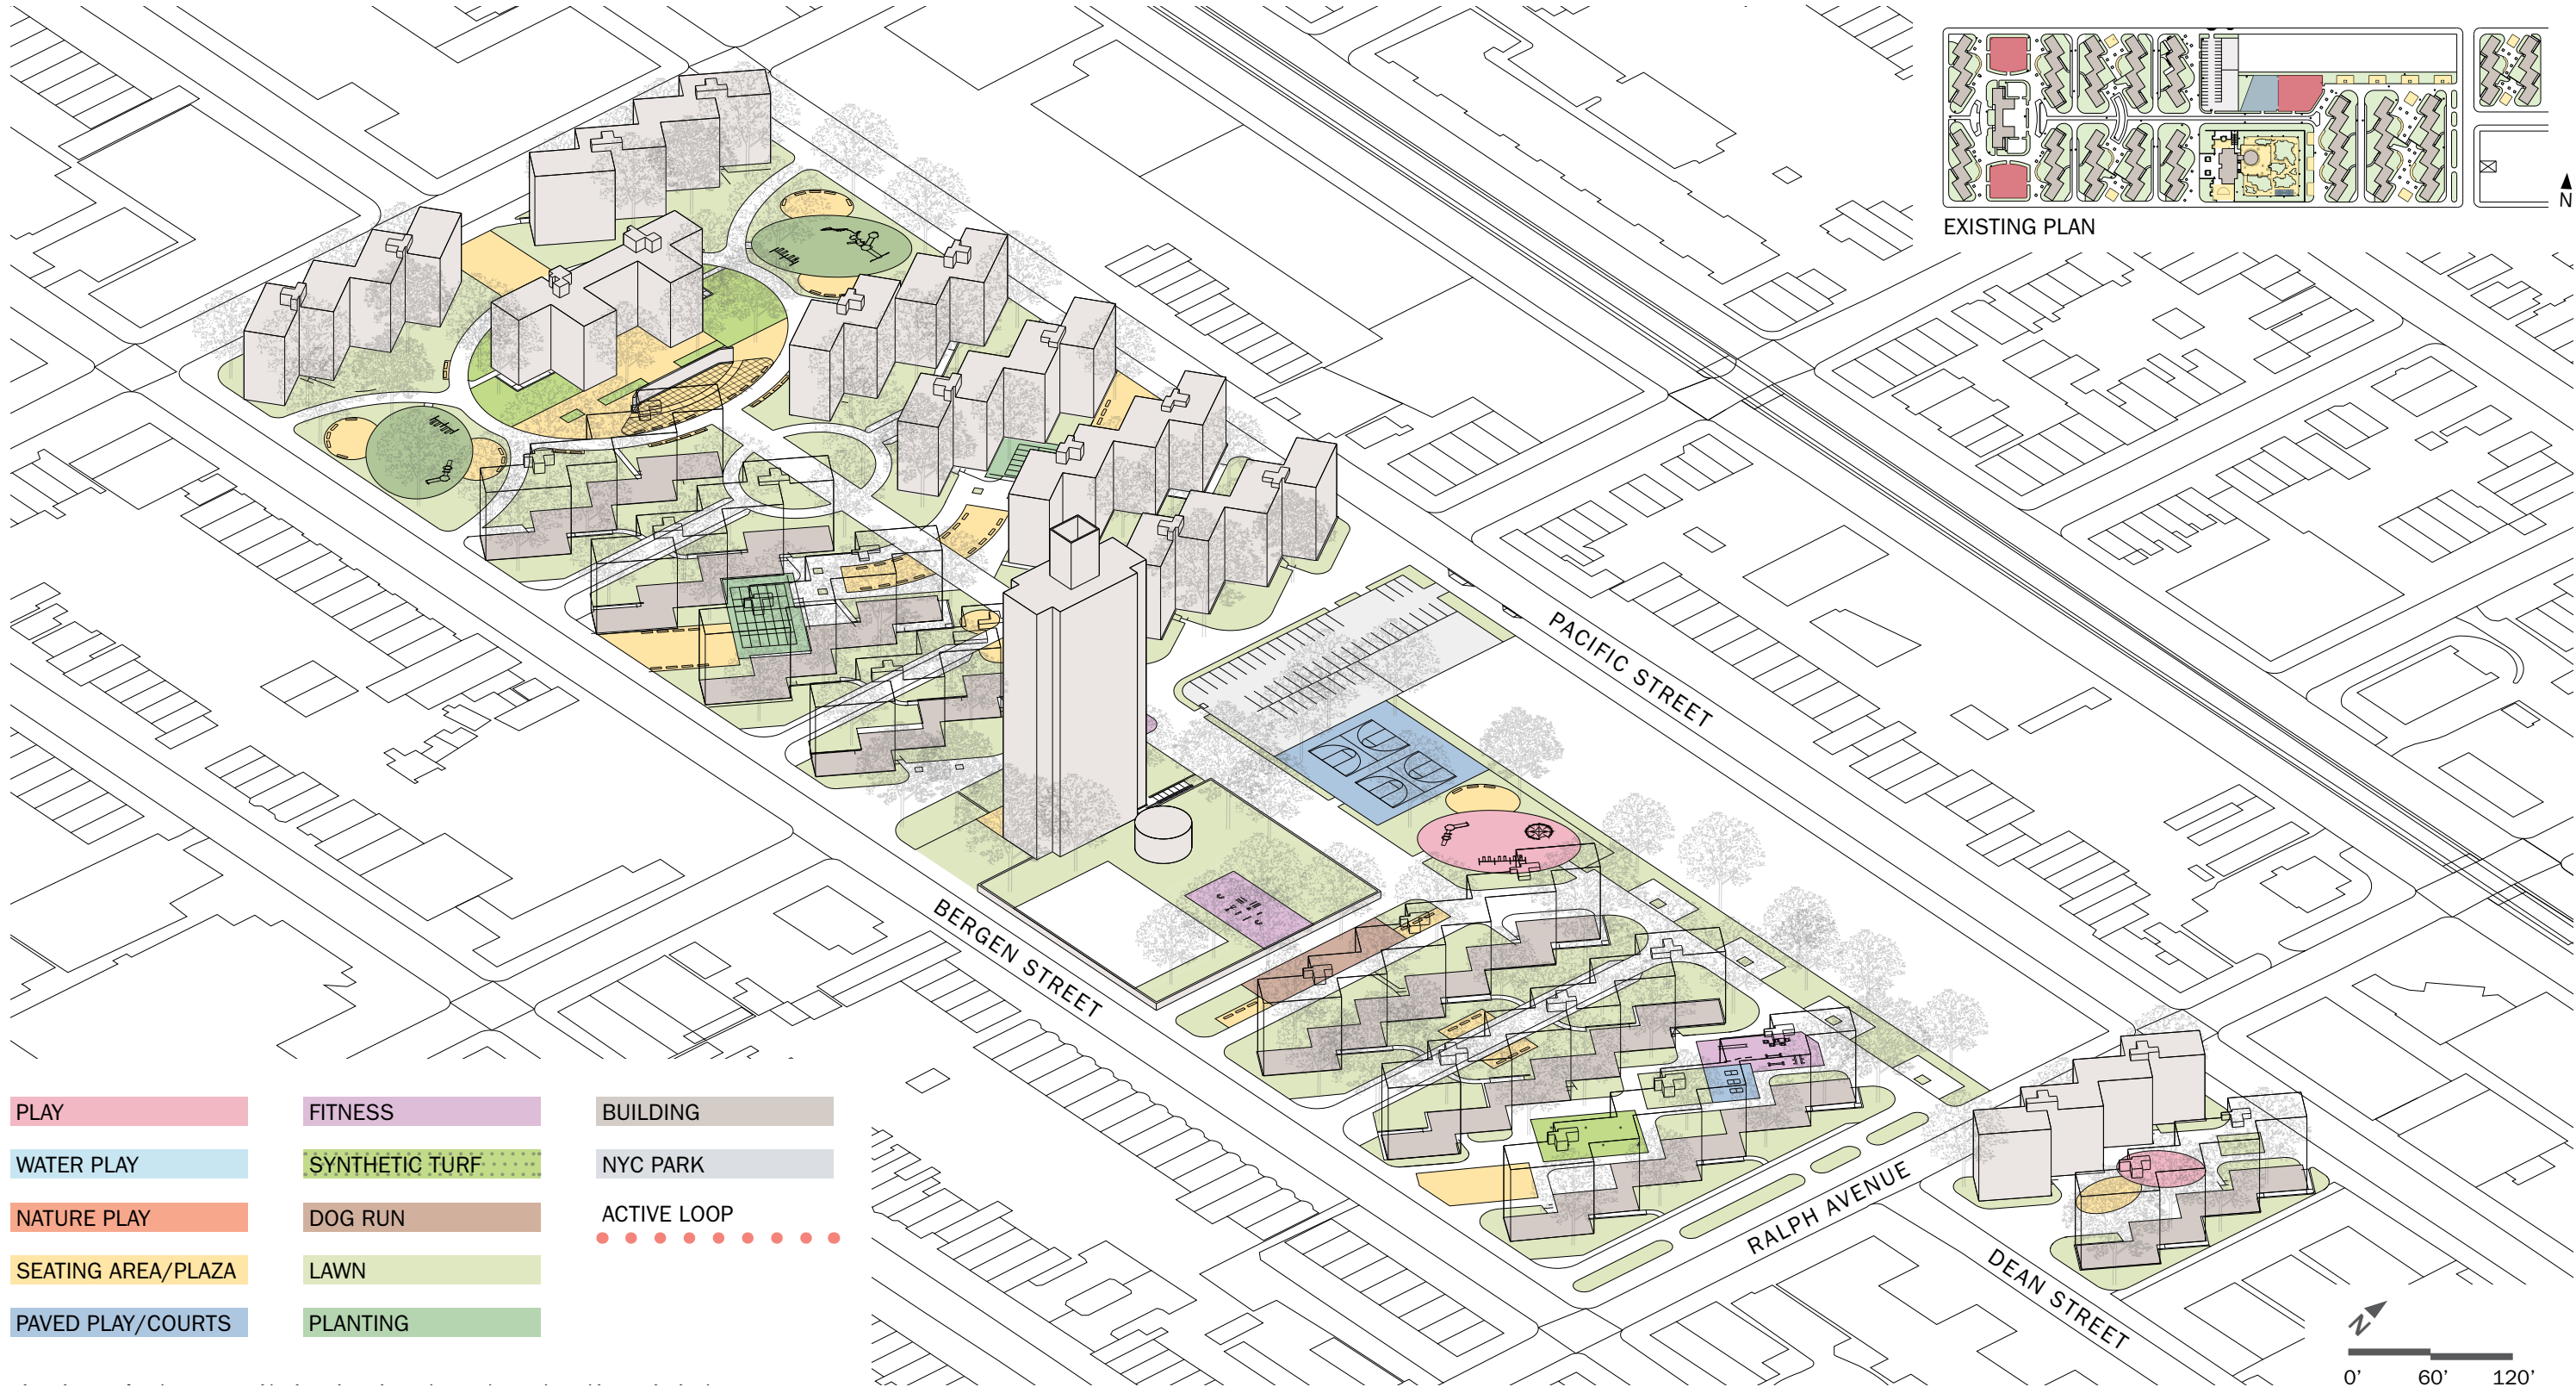 EXISTING PLAN
N
PACIFIC STREET
BERGEN STREET
RALPH AVENUE
DEAN STREET
PLAY
WATER PLAY
NATURE PLAY
SEATING AREA/PLAZA
PAVED PLAY/COURTS
FITNESS
SYNTHETIC TURF
DOG RUN
LAWN
PLANTING
BUILDING
NYC PARK
ACTIVE LOOP
N
0' 60' 120'